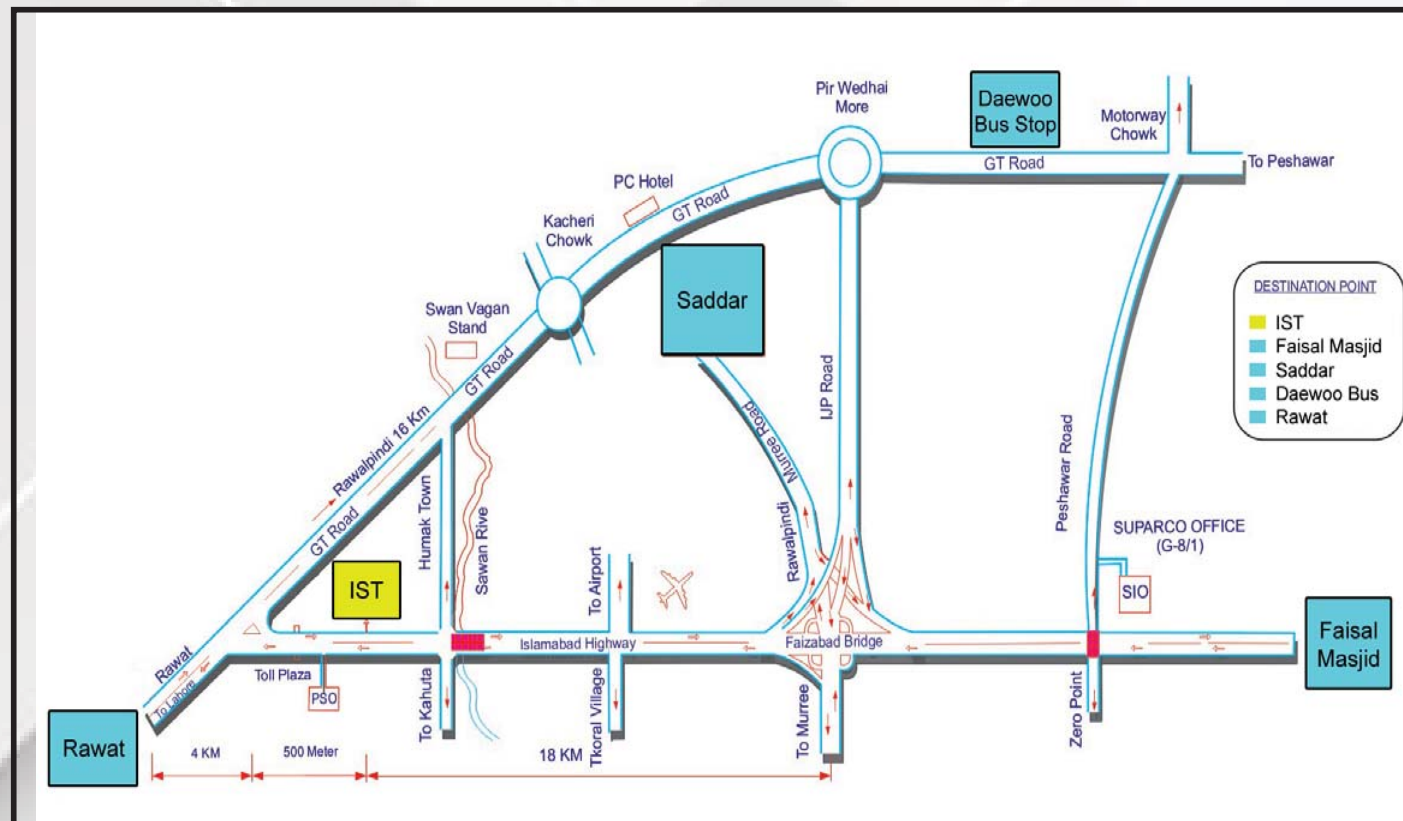 Pir Wedhai
More
Daewoo
Bus Stop
Motorway
Chowk
GT Road
To Peshawar
PC Hotel
GT Road
Kacheri
Chowk
Saddar
Swan Vagan
Stand
GT Road
DESTINATION POINT
IST
Faisal Masjid
Saddar
Daewoo Bus
Rawat
Rawalpindi 16 Km
GT Road
Humak Town
Sawan Rive
IST
To Airport
Rawalpindi
Murree Road
IJP Road
Peshawar Road
SUPARCO OFFICE
(G-8/1)
SIO
Faisal
Masjid
Islamabad Highway
Faizabad Bridge
Rawat
To Lahore
Toll Plaza
PSO
To Kahuta
Tkoral Village
To Murree
Zero Point
Rawat
4 KM
500 Meter
18 KM